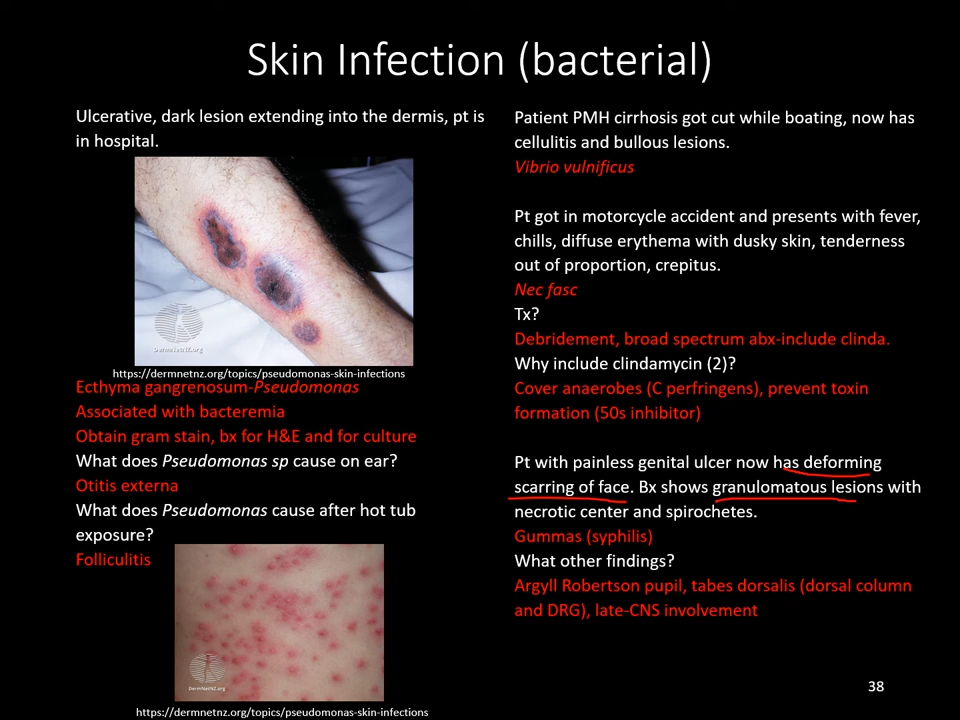 Skin Infection (bacterial)
Ulcerative, dark lesion extending into the dermis, pt is
in hospital.
DermNetNZ.org
https://dermnetnz.org/topics/pseudomonas-skin-infections
Ecthyma gangrenosum-Pseudomonas
Associated with bacteremia
Obtain gram stain, bx for H&E and for culture
What does Pseudomonas sp cause on ear?
Otitis externa
What does Pseudomonas cause after hot tub
exposure?
Folliculitis
DermNetNZ.org
https://dermnetnz.org/topics/pseudomonas-skin-infections
Patient PMH cirrhosis got cut while boating, now has
cellulitis and bullous lesions.
Vibrio vulnificus
Pt got in motorcycle accident and presents with fever,
chills, diffuse erythema with dusky skin, tenderness
out of proportion, crepitus.
Nec fasc
Tx?
Debridement, broad spectrum abx-include clinda.
Why include clindamycin (2)?
Cover anaerobes (C perfringens), prevent toxin
formation (50s inhibitor)
Pt with painless genital ulcer now has deforming
scarring of face. Bx shows granulomatous lesions with
necrotic center and spirochetes.
Gummas (syphilis)
What other findings?
Argyll Robertson pupil, tabes dorsalis (dorsal column
and DRG), late-CNS involvement
38